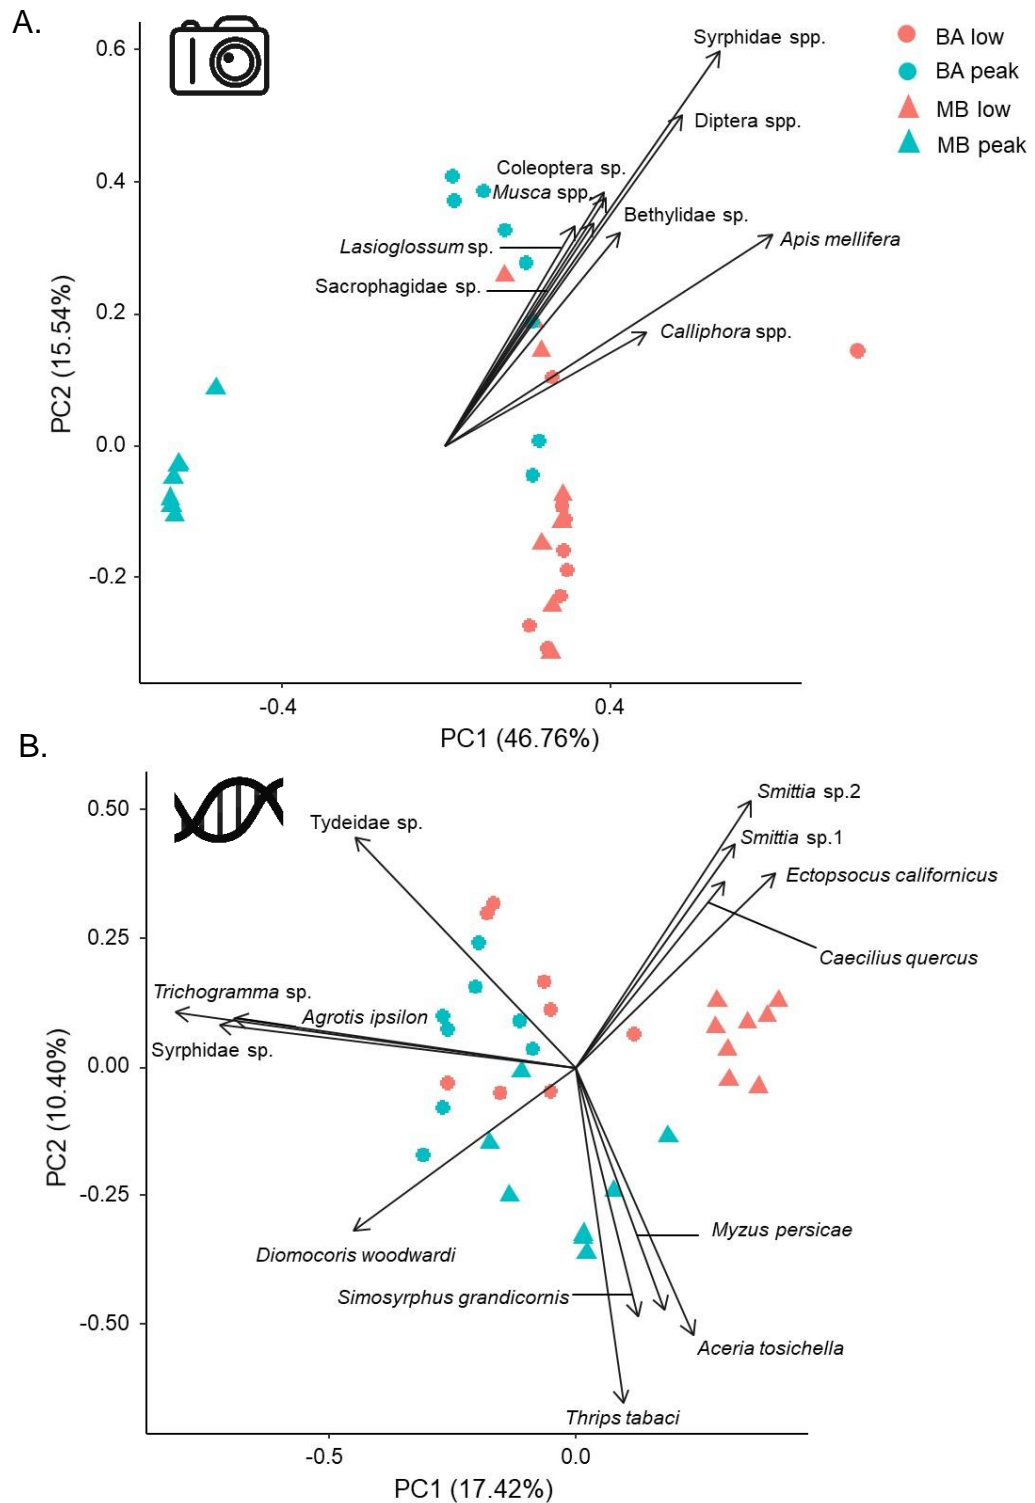 A.
BA low
BA peak
MB low
MB peak
Syrphidae spp.
Diptera spp.
Coleoptera sp.
Musca spp.
Bethylidae sp.
Lasioglossum sp.
Apis mellifera
Sacrophagidae sp.
Calliphora spp.
0.6
0.4
0.2
0.0
-0.2
PC2 (15.54%)
-0.4
0.4
PC1 (46.76%)
B.
Smittia sp.2
Tydeidae sp.
Smittia sp.1
Ectopsocus californicus
Caecilius quercus
Trichogramma sp.
Agrotis ipsilon
Syrphidae sp.
Myzus persicae
Diomocoris woodwardi
Simosyrphus grandicornis
Aceria tosichella
Thrips tabaci
0.50
0.25
0.00
-0.25
-0.50
PC2 (10.40%)
-0.5
0.0
PC1 (17.42%)